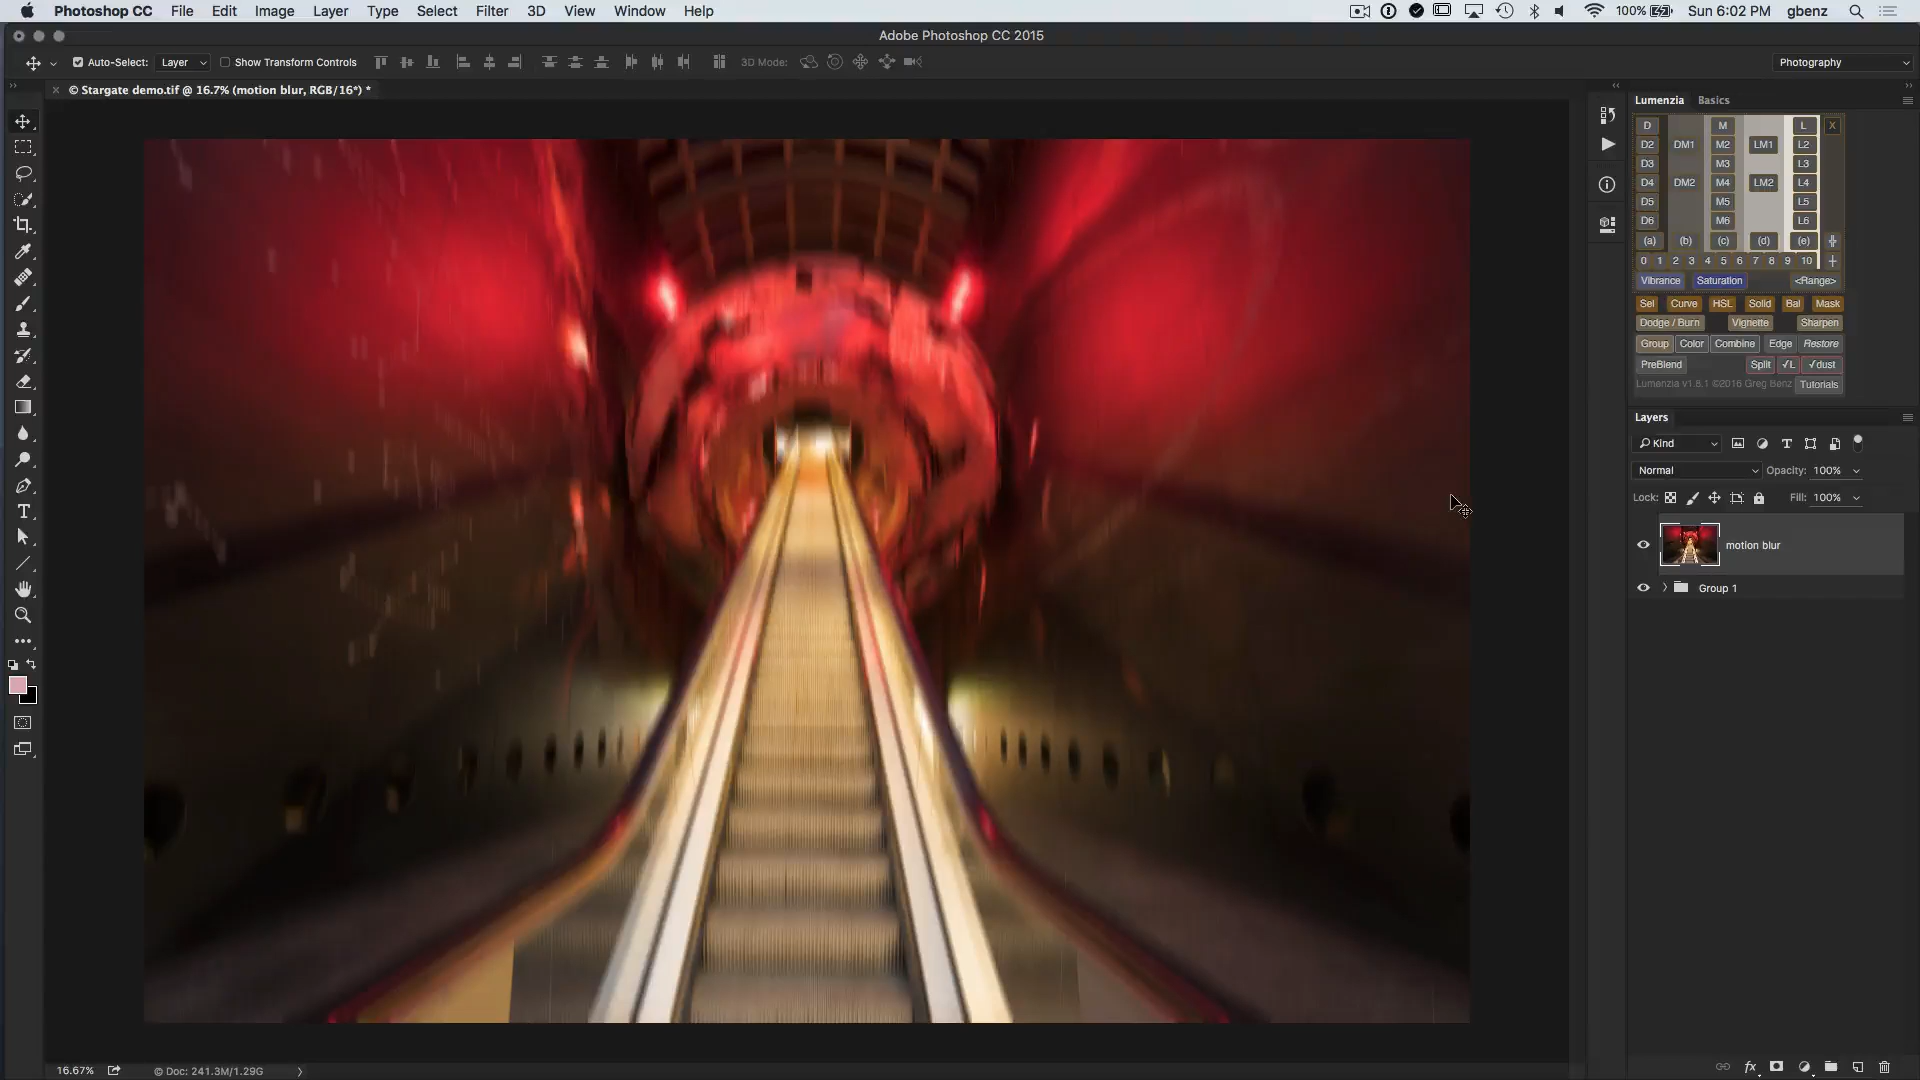 Photoshop CC File Edit Image Layer Type Select Filter 3D View Window Help 100% Sun 6:02 PM gbenz
Adobe Photoshop CC 2015
Auto-Select: Layer Show Transform Controls 3D Mode: Photography
© Stargate demo.tif @ 16.7% (motion blur, RGB/16*) *
Lumenzia Basics
D M L X
D2 DM1 M2 LM1 L2
D3 M3 L3
D4 DM2 M4 LM2 L4
D5 M5 L5
D6 M6 L6
(a) (b) (c) (d) (e)
0 1 2 3 4 5 6 7 8 9 10
Vibrance Saturation <Range>
Sel Curve HSL Solid Bal Mask
Dodge / Burn Vignette Sharpen
Group Color Combine Edge Restore
PreBlend Split √L √dust
Lumenzia v1.8.1 ©2016 Greg Benz Tutorials
Layers
Kind
Normal Opacity: 100%
Lock: Fill: 100%
motion blur
Group 1
fx
16.67% © Doc: 241.3M/1.29G